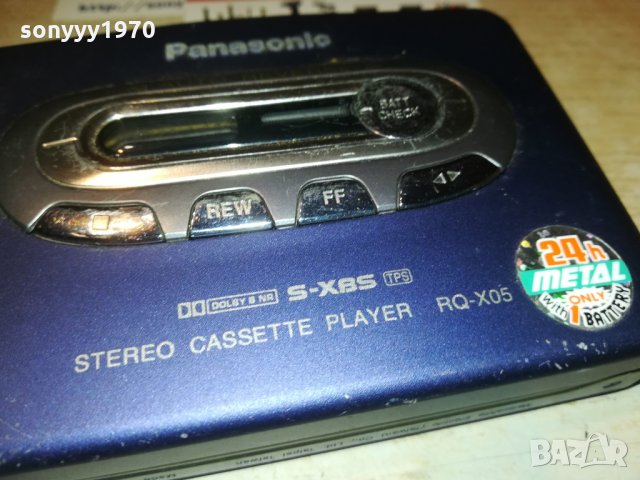 sonyyy1970
Panasonic
BATT
CHECK
REW
FF
DOLBY B NR S-XBS TPS
STEREO CASSETTE PLAYER RQ-X05
24h
METAL
with ONLY 1 BATTERY
BAZAR